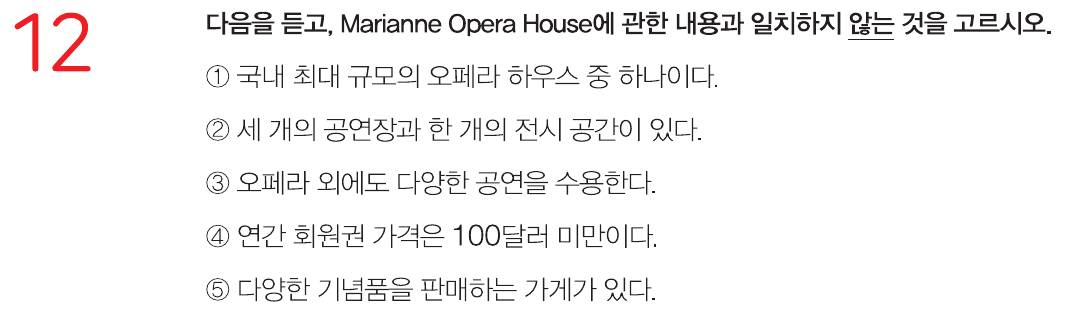 12
다음을 듣고, Marianne Opera House에 관한 내용과 일치하지 않는 것을 고르시오.
① 국내 최대 규모의 오페라 하우스 중 하나이다.
② 세 개의 공연장과 한 개의 전시 공간이 있다.
③ 오페라 외에도 다양한 공연을 수용한다.
④ 연간 회원권 가격은 100달러 미만이다.
⑤ 다양한 기념품을 판매하는 가게가 있다.